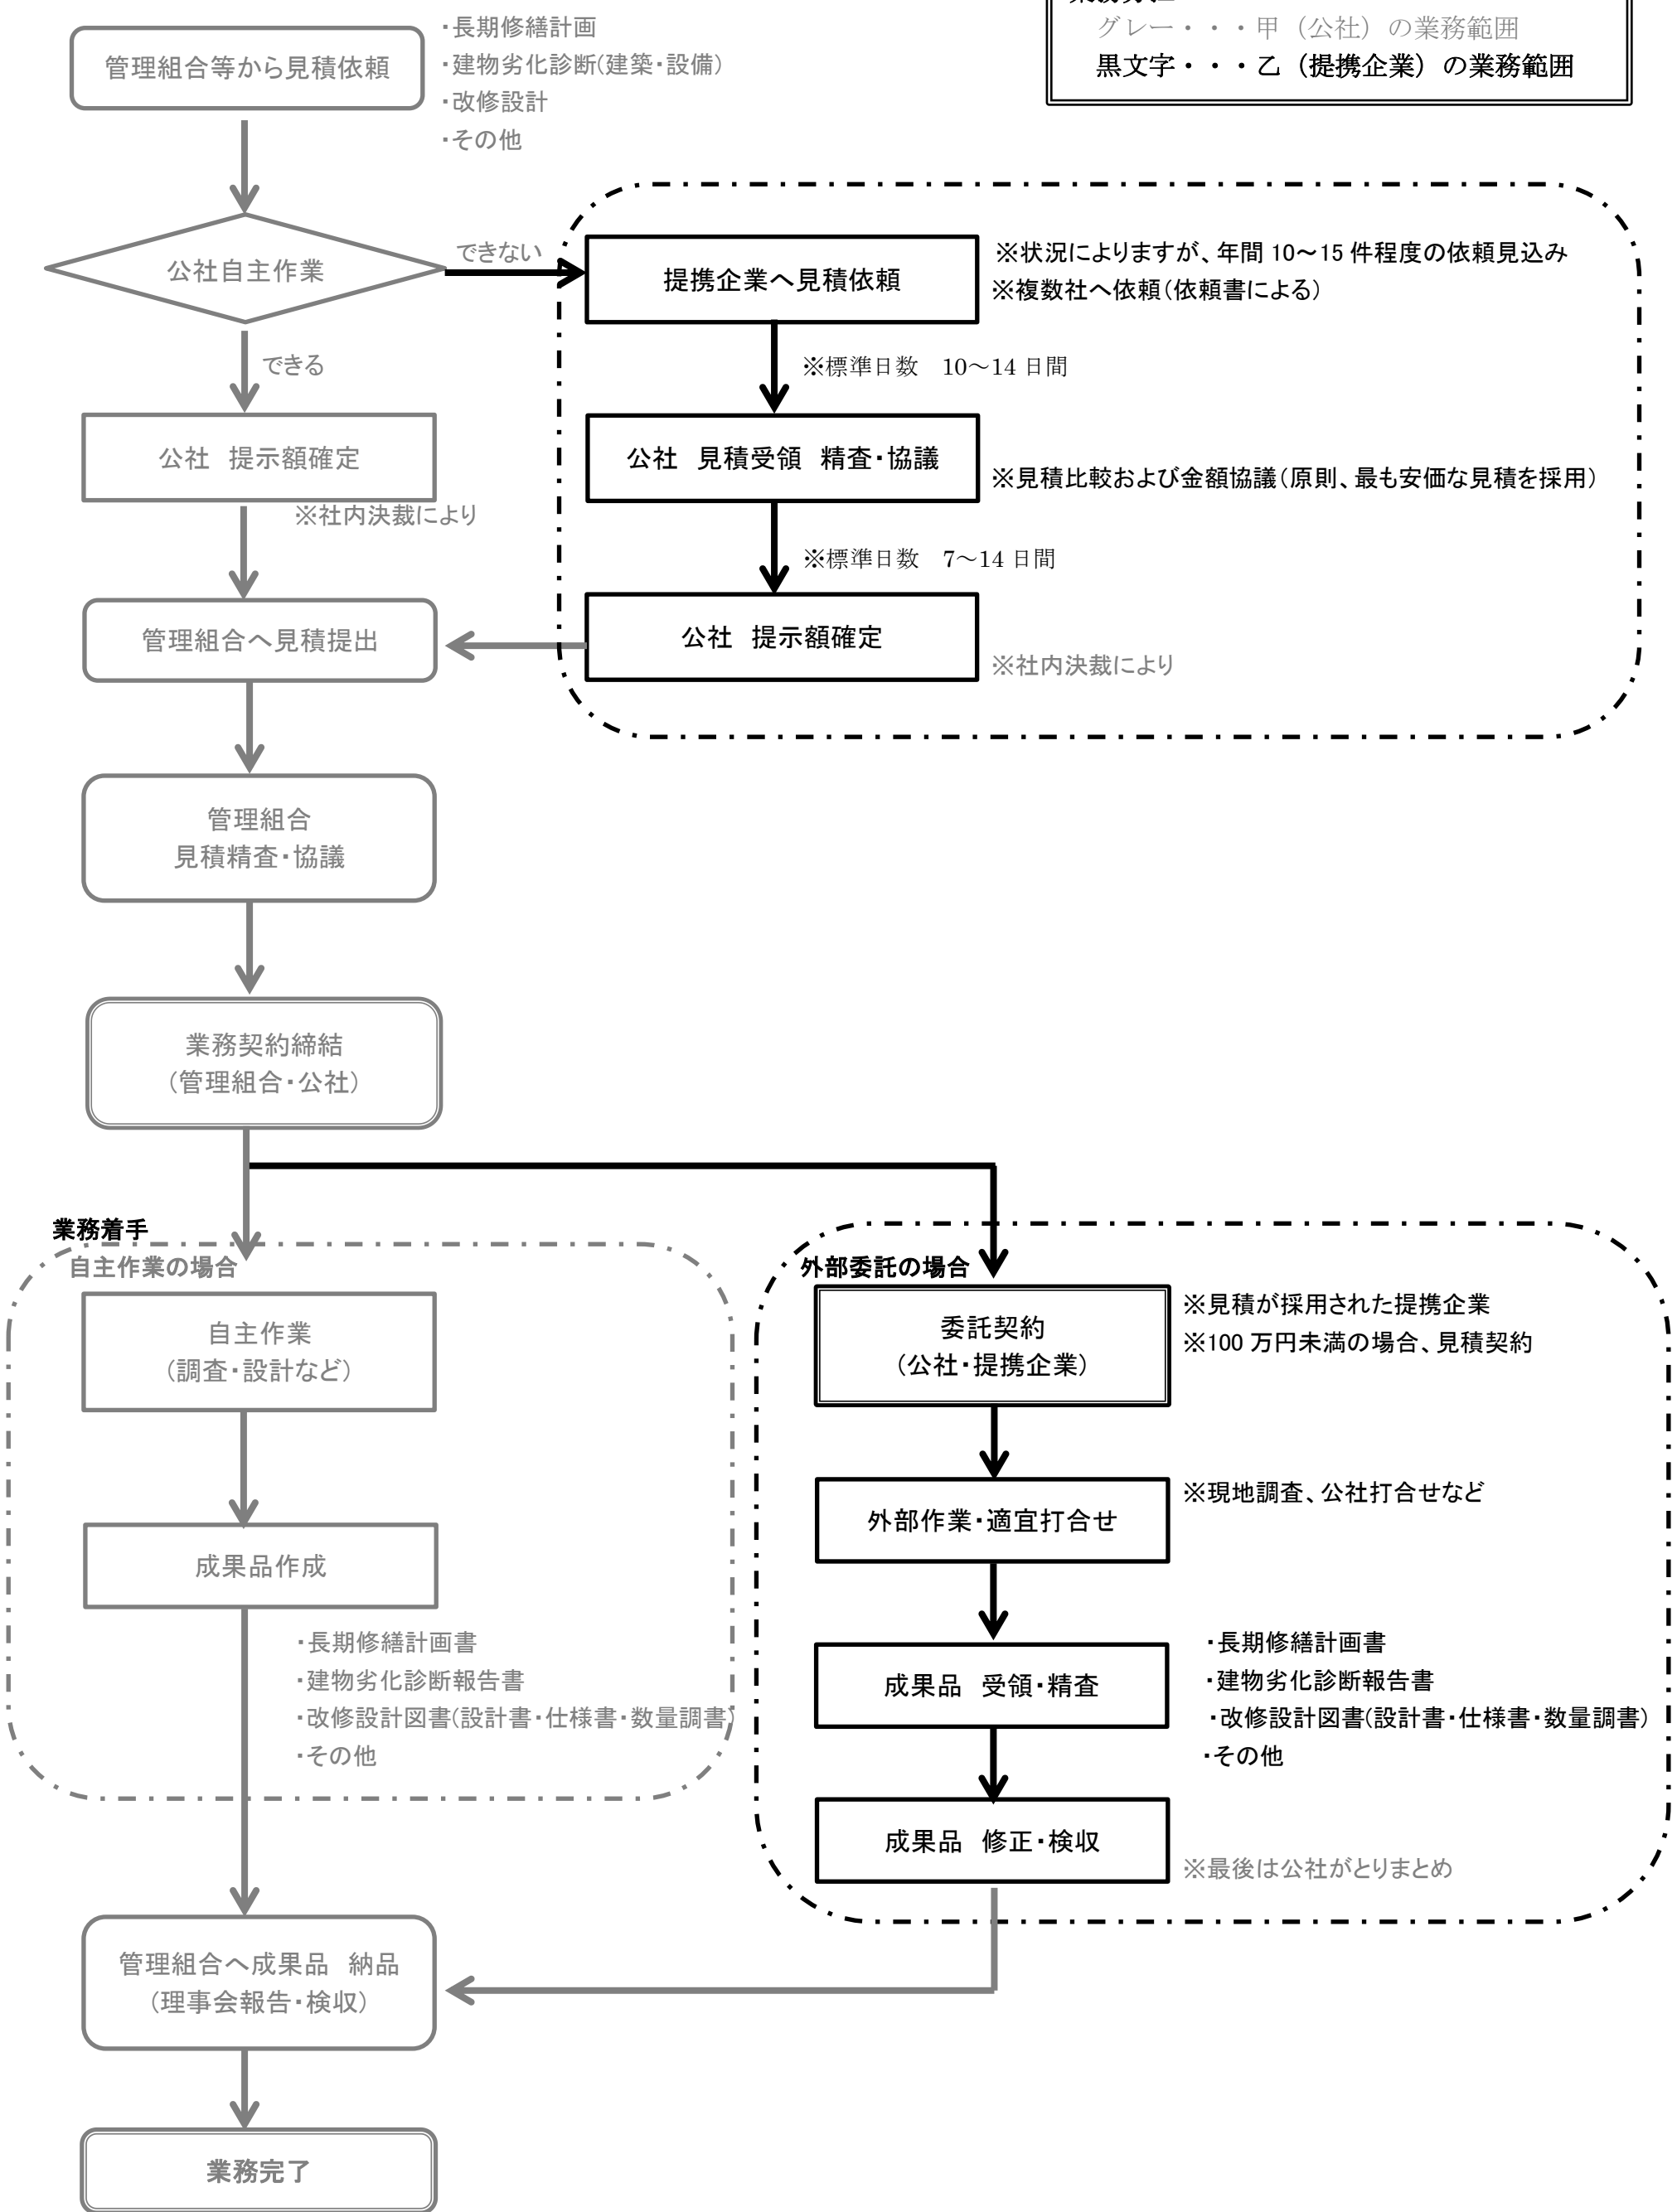 グレー・・・甲（公社）の業務範囲
黒文字・・・乙（提携企業）の業務範囲
管理組合等から見積依頼
・長期修繕計画
・建物劣化診断(建築・設備）
・改修設計
・その他
公社自主作業
できない
できる
提携企業へ見積依頼
※状況によりますが、年間 10～15 件程度の依頼見込み
※複数社へ依頼（依頼書による）
※標準日数　10～14 日間
公社　提示額確定
※社内決裁により
公社　見積受領　精査・協議
※見積比較および金額協議（原則、最も安価な見積を採用）
※標準日数　7～14 日間
公社　提示額確定
※社内決裁により
管理組合へ見積提出
管理組合
見積精査・協議
業務契約締結
（管理組合・公社）
業務着手
自主作業の場合
自主作業
（調査・設計など）
成果品作成
・長期修繕計画書
・建物劣化診断報告書
・改修設計図書(設計書・仕様書・数量調書）
・その他
外部委託の場合
委託契約
（公社・提携企業）
※見積が採用された提携企業
※100 万円未満の場合、見積契約
外部作業・適宜打合せ
※現地調査、公社打合せなど
成果品　受領・精査
・長期修繕計画書
・建物劣化診断報告書
・改修設計図書(設計書・仕様書・数量調書）
・その他
成果品　修正・検収
※最後は公社がとりまとめ
管理組合へ成果品　納品
（理事会報告・検収）
業務完了